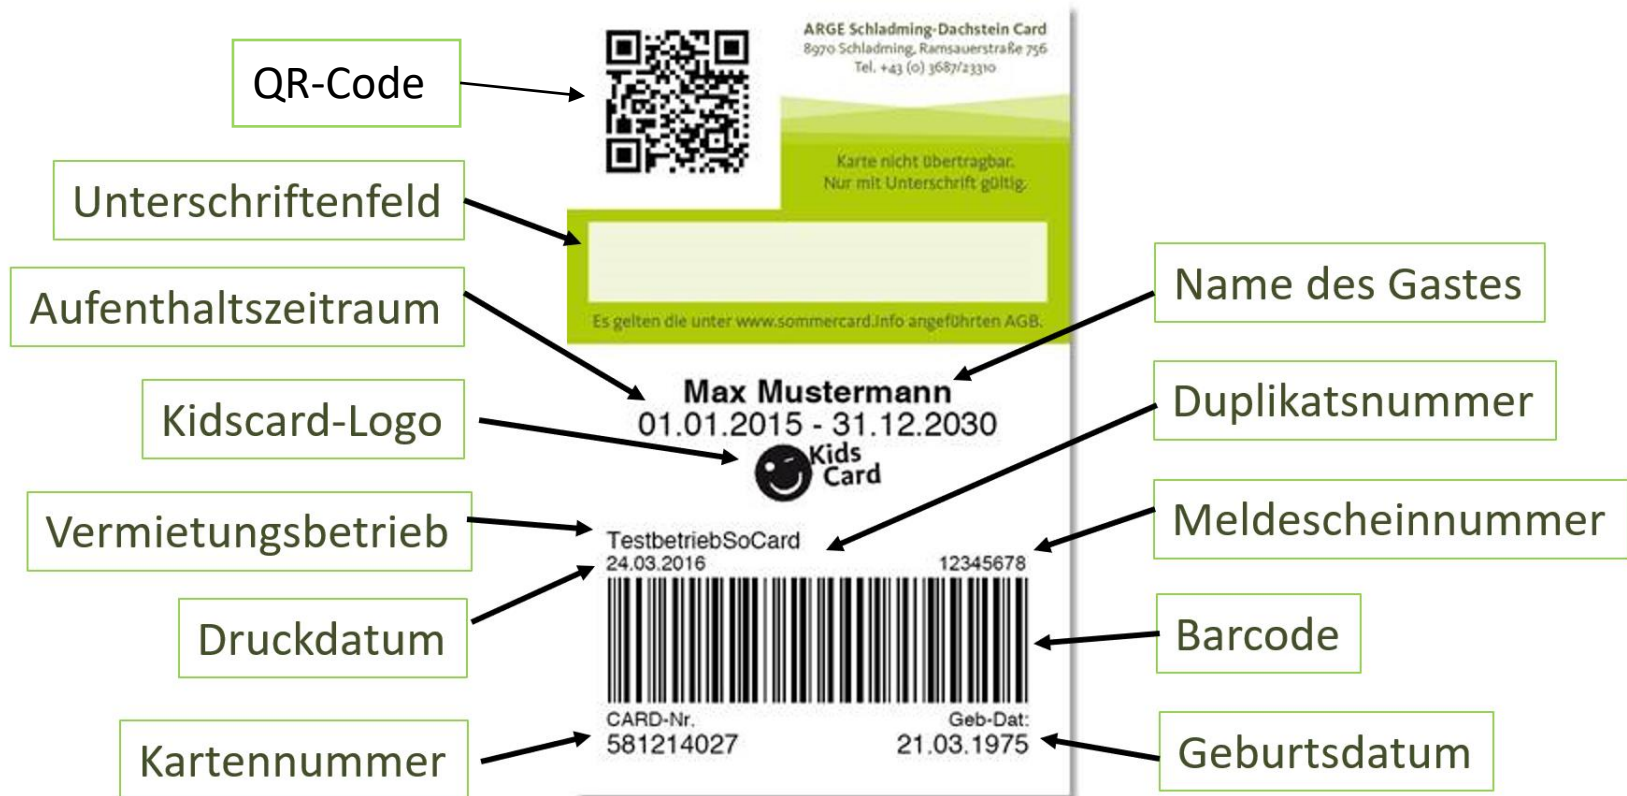 QR-Code
Unterschriftenfeld
Aufenthaltszeitraum
Kidscard-Logo
Vermietungsbetrieb
Druckdatum
Kartennummer
ARGE Schladming-Dachstein Card
8970 Schladming, Ramsauerstraße 756
Tel. +43 (0) 3687/23310
Karte nicht übertragbar.
Nur mit Unterschrift gültig.
Es gelten die unter www.sommercard.info angeführten AGB.
Max Mustermann
01.01.2015 - 31.12.2030
Kids
Card
TestbetriebSoCard
24.03.2016 12345678
CARD-Nr. Geb-Dat:
581214027 21.03.1975
Name des Gastes
Duplikatsnummer
Meldescheinnummer
Barcode
Geburtsdatum